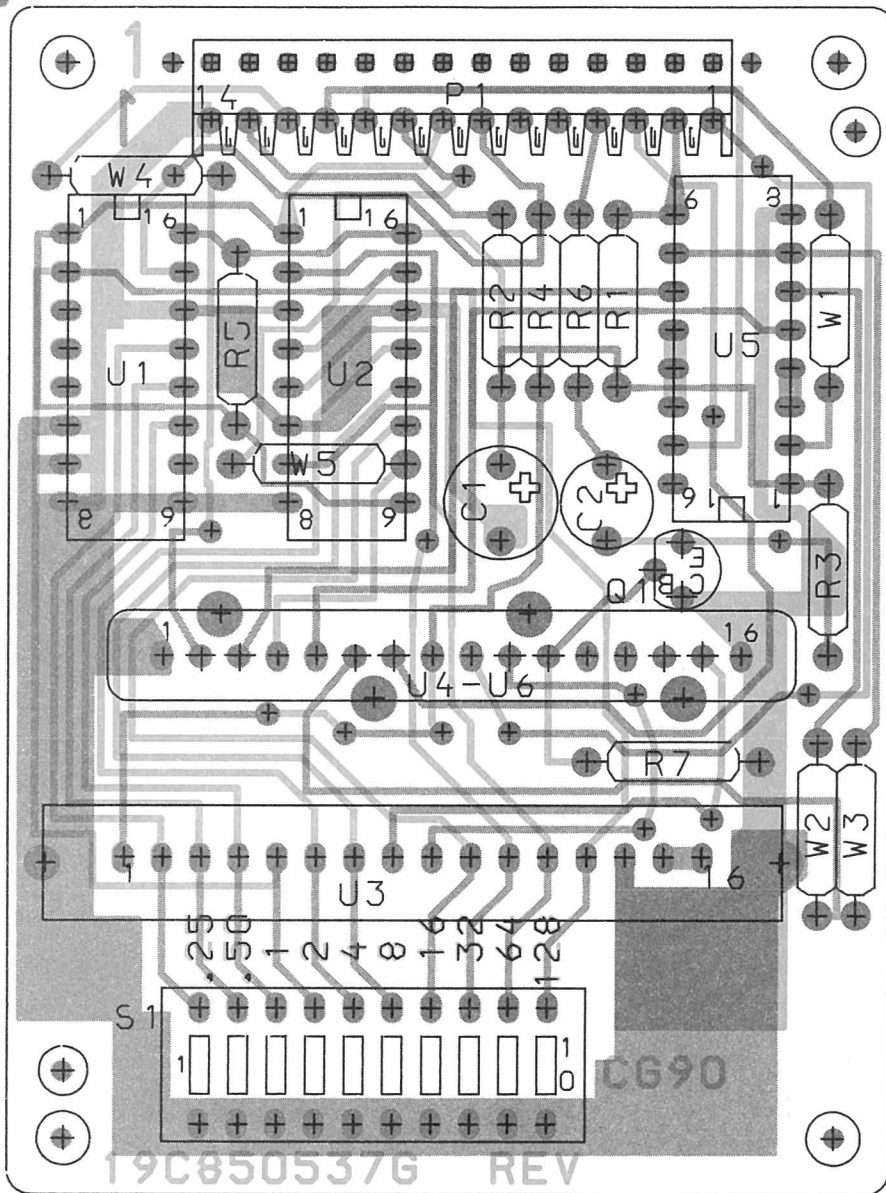 1
14 P1 1
1
W4
1 16 1 16 6 8
R2 R4 R6 R1 W1
R5 U5
U1 U2
W5
C1 C2
8 9 8 9 9 1
E
Q1 C B R3
1 16
U4-U6
R7
W2 W3
1 16
U3
.25 .50 1 2 4 8 16 32 64 128
S1
1 10
CG90
19C850537G REV